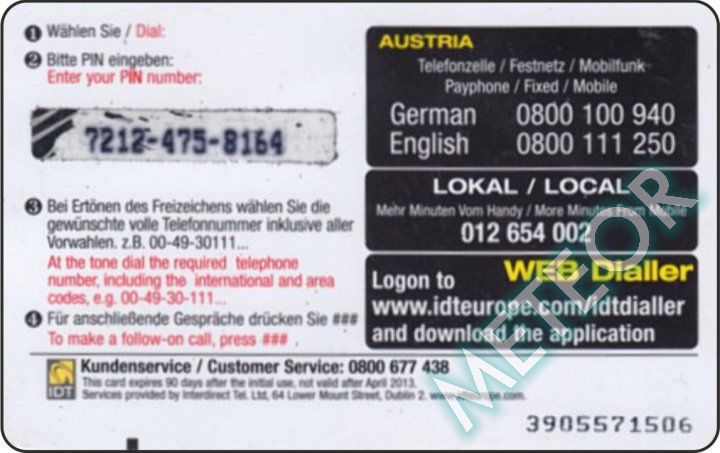 1 Wählen Sie / Dial:
2 Bitte PIN eingeben:
Enter your PIN number:
7212-475-8164
3 Bei Ertönen des Freizeichens wählen Sie die
gewünschte volle Telefonnummer inklusive aller
Vorwahlen. z.B. 00-49-30111...
At the tone dial the required telephone
number, including the international and area
codes, e.g. 00-49-30-111...
4 Für anschließende Gespräche drücken Sie ###
To make a follow-on call, press ### .
AUSTRIA
Telefonzelle / Festnetz / Mobilfunk
Payphone / Fixed / Mobile
German 0800 100 940
English 0800 111 250
LOKAL / LOCAL
Mehr Minuten Vom Handy / More Minutes From Mobile
012 654 002
Logon to WEB Dialler
www.idteurope.com/idtdialler
and download the application
METEOR
IDT
Kundenservice / Customer Service: 0800 677 438
This card expires 90 days after the initial use, not valid after April 2013.
Services provided by Interdirect Tel. Ltd, 64 Lower Mount Street, Dublin 2. www.idteurope.com
3905571506